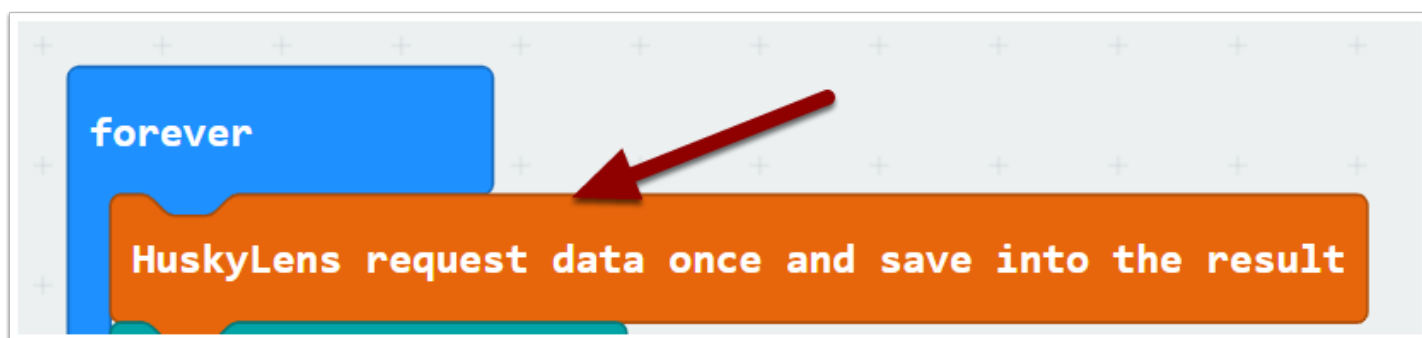 forever
HuskyLens request data once and save into the result